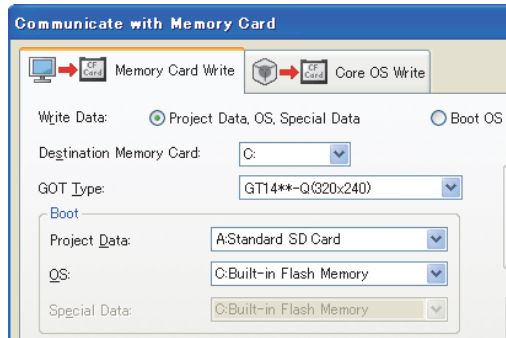 Communicate with Memory Card
CF Card Memory Card Write CF Card Core OS Write
Write Data: Project Data, OS, Special Data Boot OS
Destination Memory Card: C:
GOT Type: GT14**-Q(320x240)
Boot
Project Data: A:Standard SD Card
OS: C:Built-in Flash Memory
Special Data: C:Built-in Flash Memory